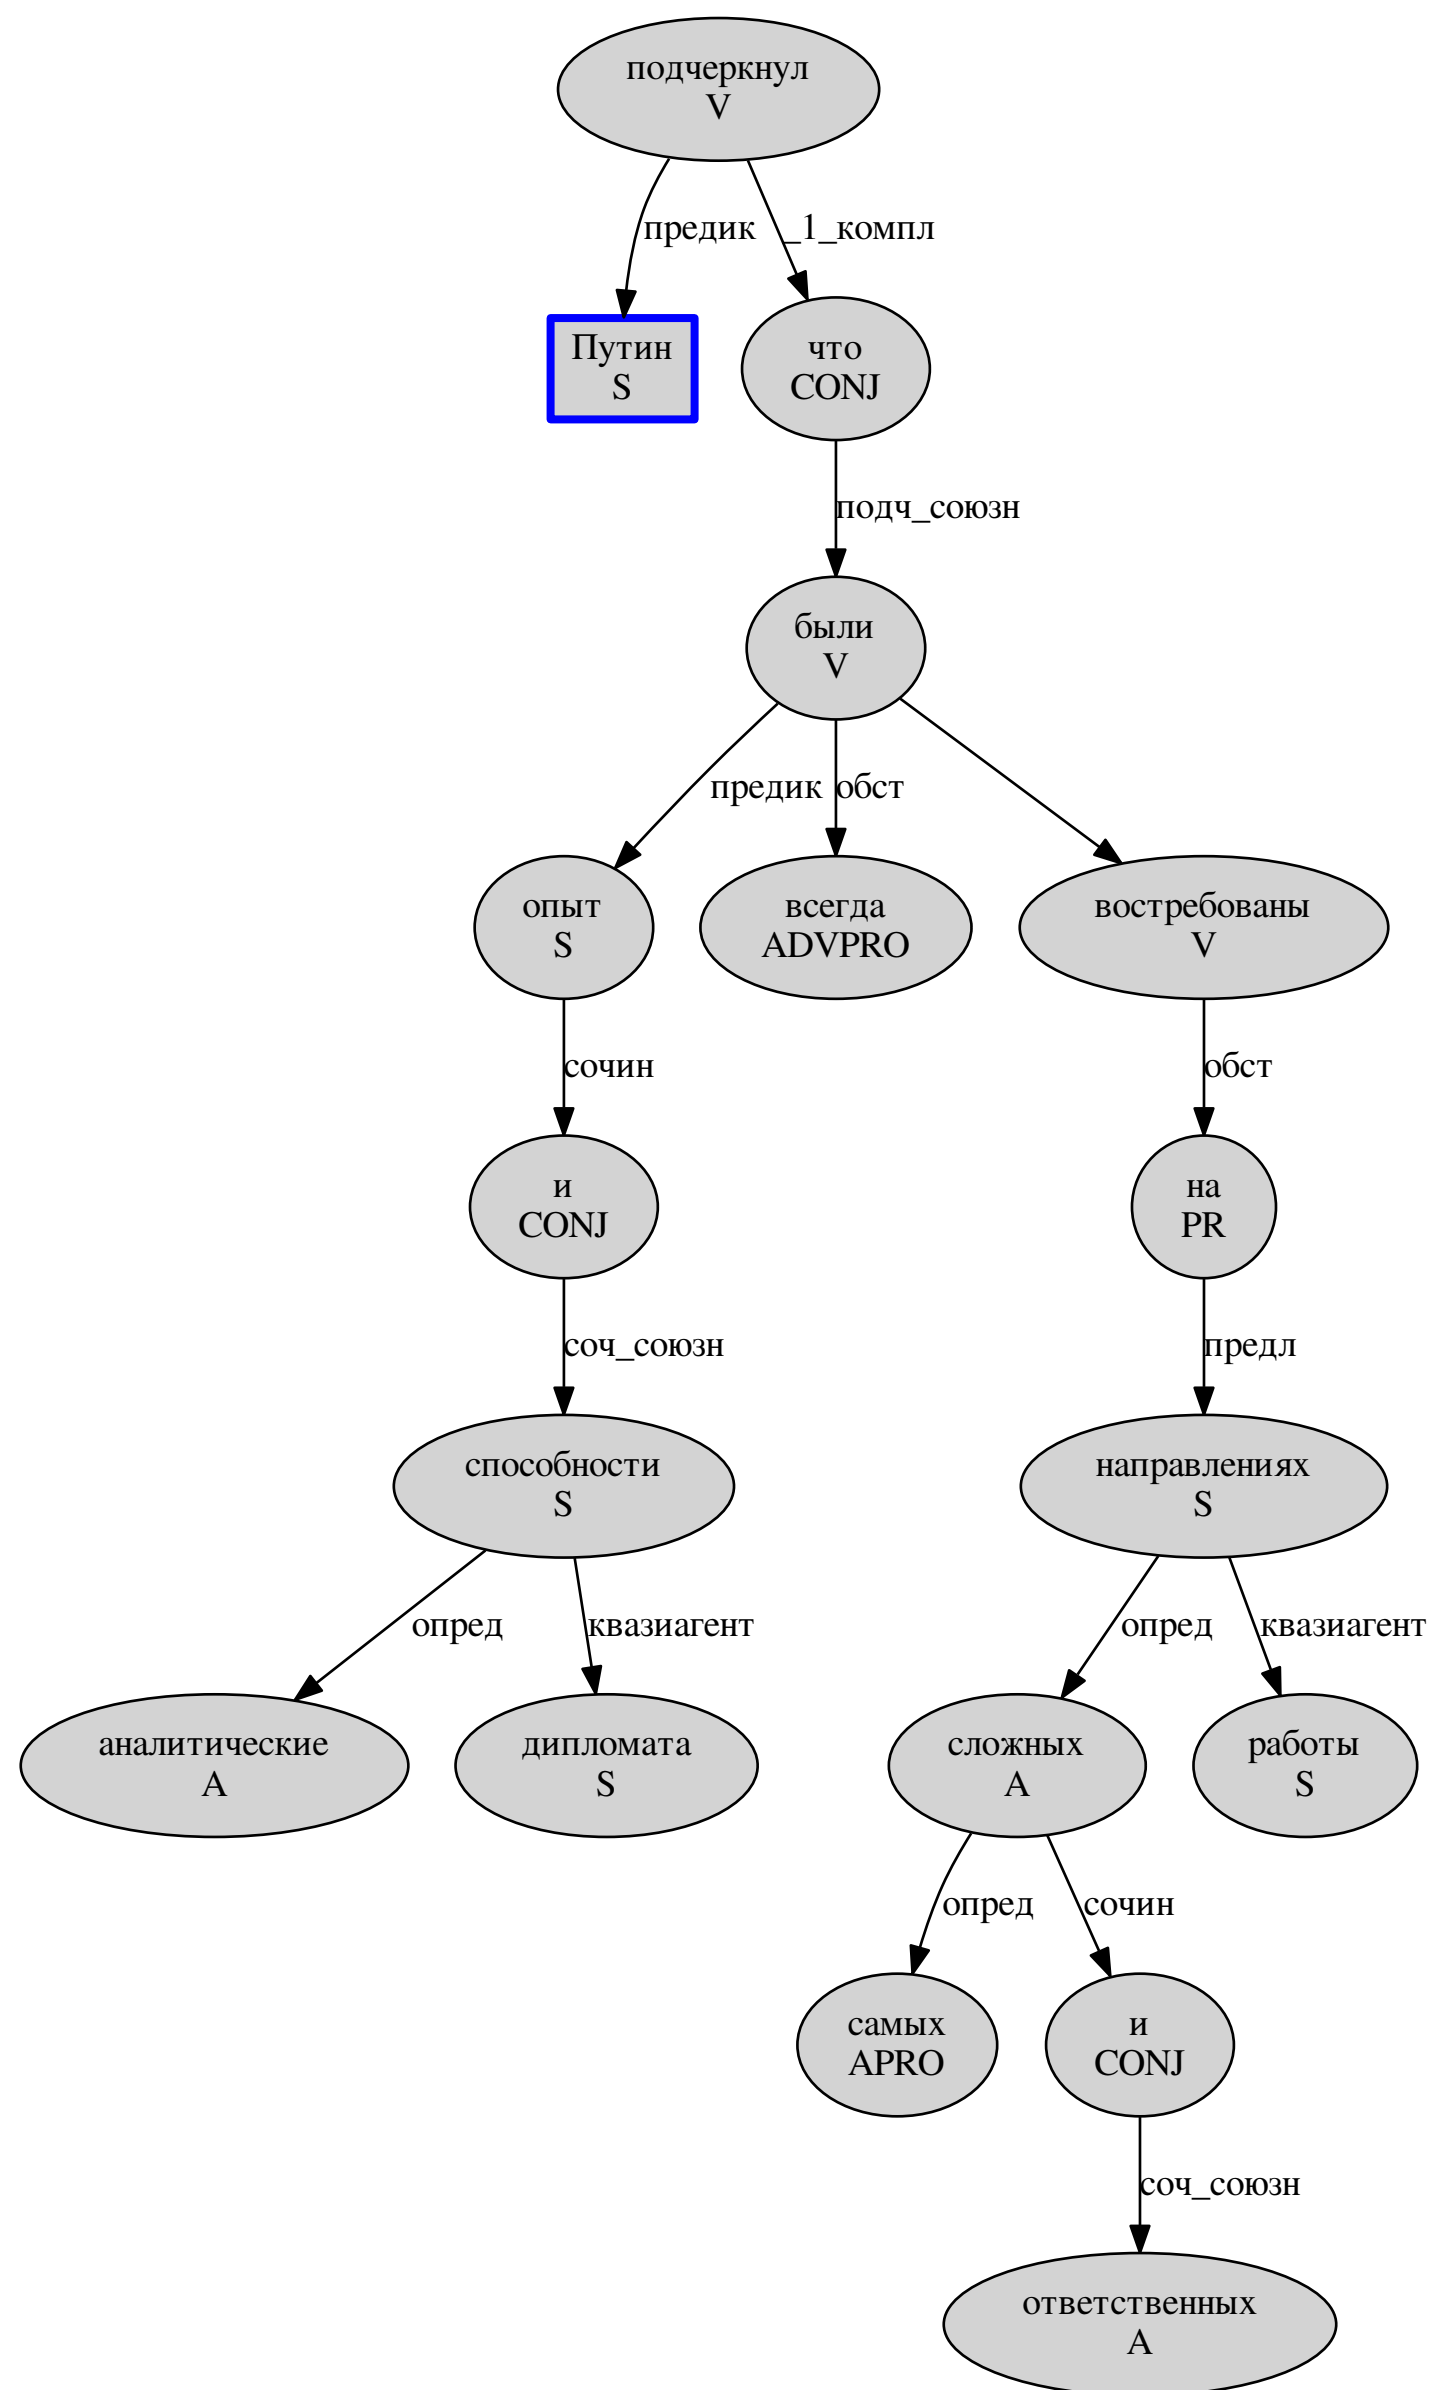 подчеркнул
V
предик
_1_компл
Путин
S
что
CONJ
подч_союзн
были
V
предик
обст
опыт
S
всегда
ADVPRO
востребованы
V
сочин
обст
и
CONJ
на
PR
соч_союзн
предл
способности
S
направлениях
S
опред
квазиагент
опред
квазиагент
аналитические
A
дипломата
S
сложных
A
работы
S
опред
сочин
самых
APRO
и
CONJ
соч_союзн
ответственных
A